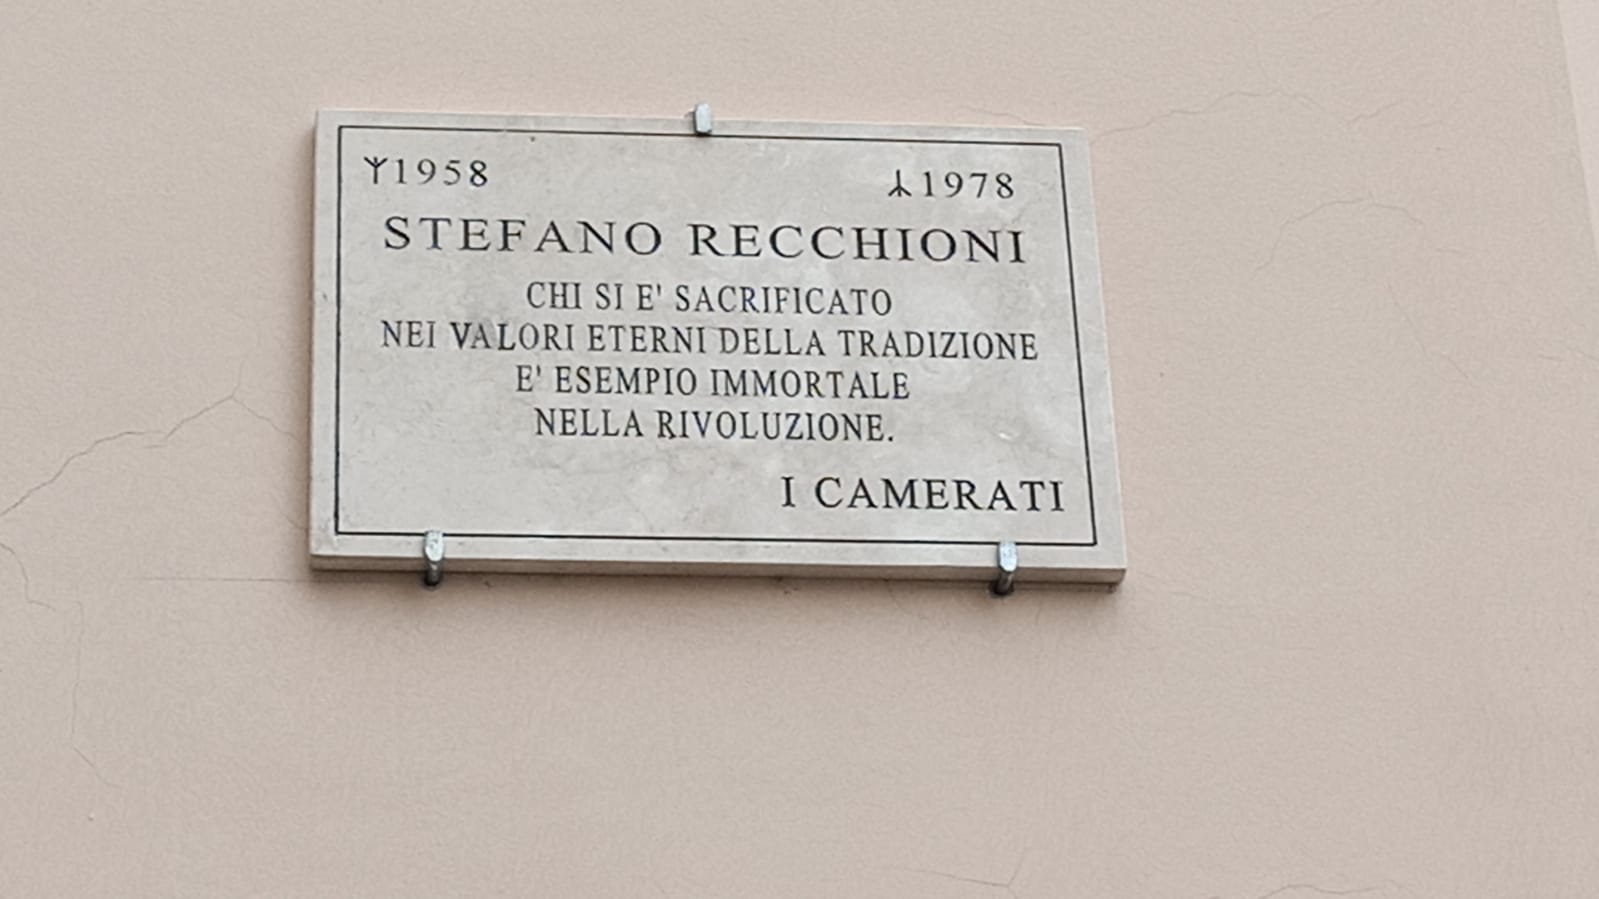 ᛉ1958 ᛦ1978
STEFANO RECCHIONI
CHI SI E' SACRIFICATO
NEI VALORI ETERNI DELLA TRADIZIONE
E' ESEMPIO IMMORTALE
NELLA RIVOLUZIONE.
I CAMERATI